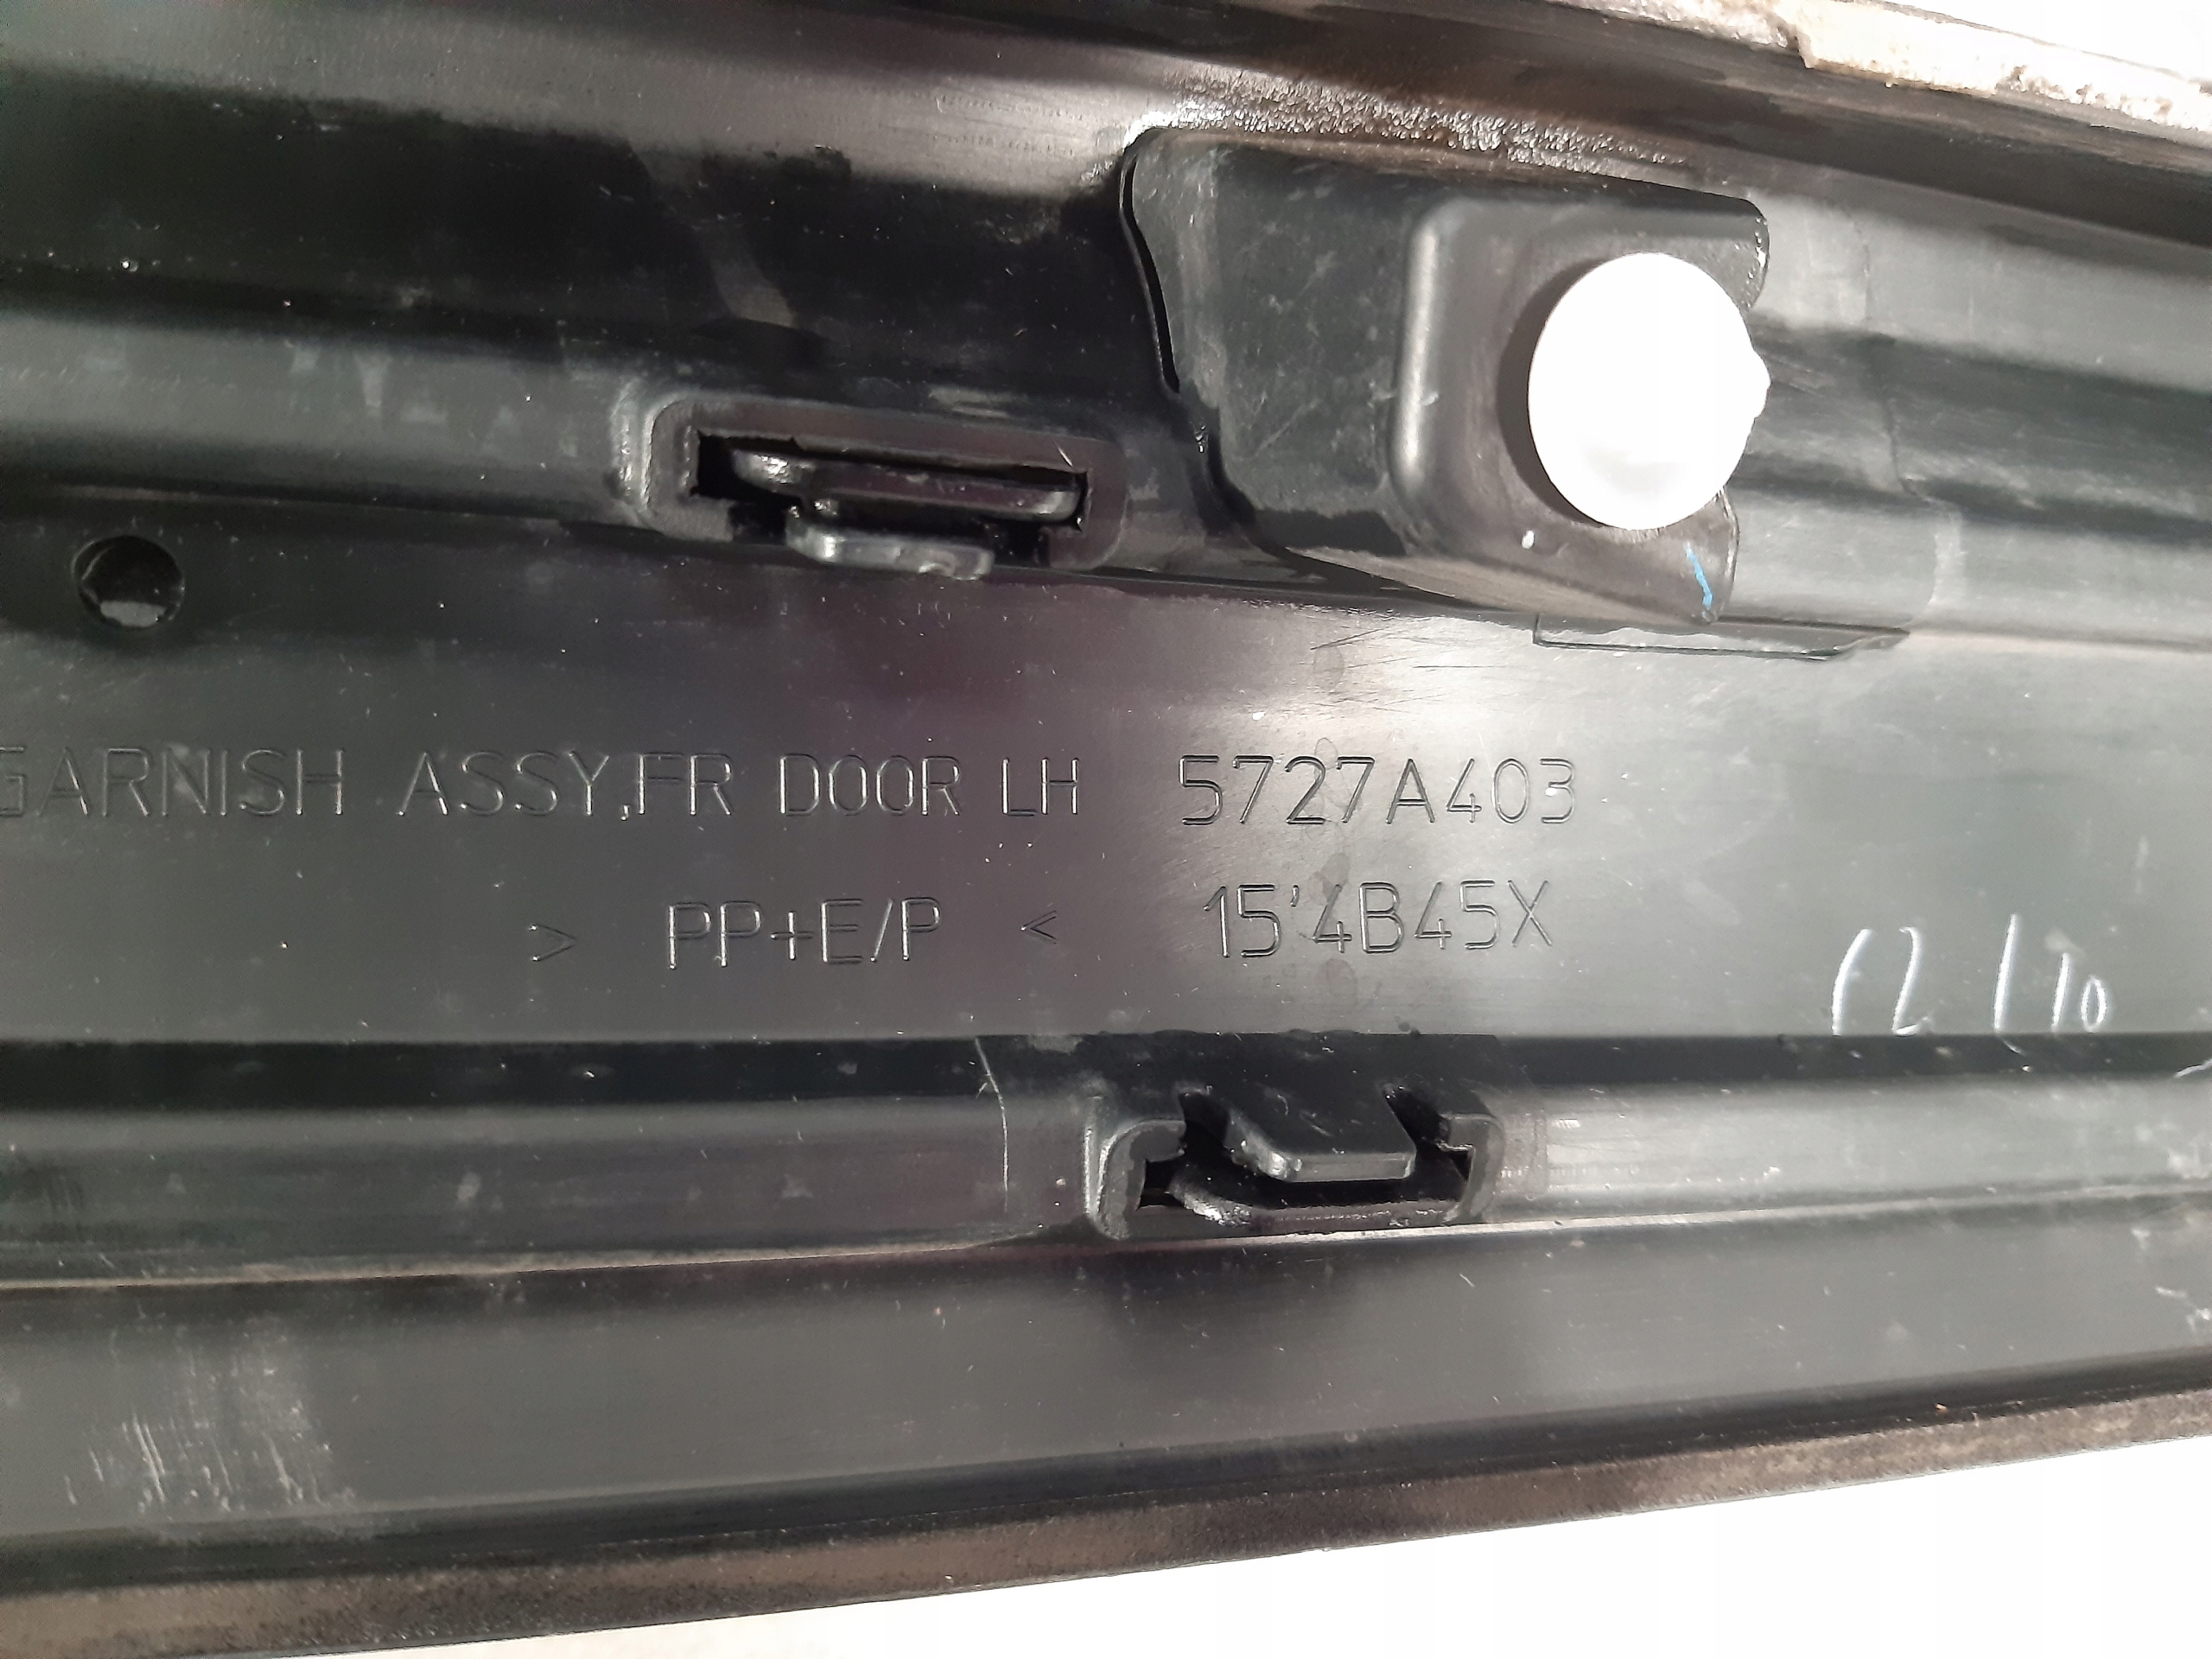 GARNISH ASSY,FR DOOR LH 5727A403
> PP+E/P < 15'4B45X